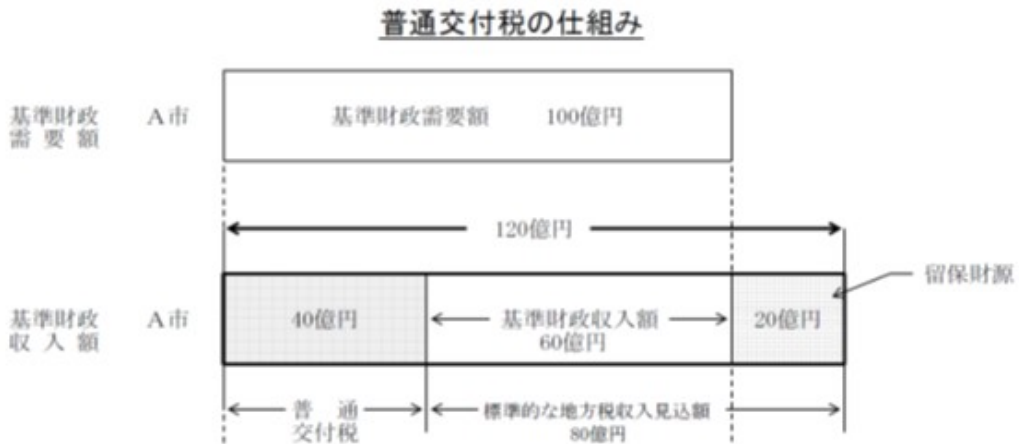 普通交付税の仕組み
基準財政 A市 基準財政需要額 100億円
需要額
120億円
留保財源
基準財政 A市 40億円 基準財政収入額 20億円
収入額 60億円
普通 標準的な地方税収入見込額
交付税 80億円